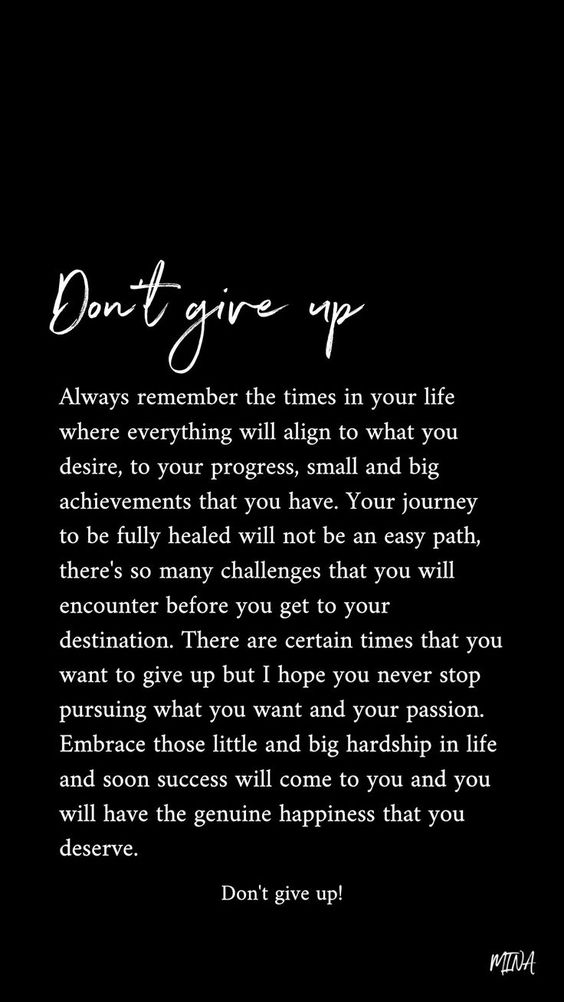 Don't give up
Always remember the times in your life
where everything will align to what you
desire, to your progress, small and big
achievements that you have. Your journey
to be fully healed will not be an easy path,
there's so many challenges that you will
encounter before you get to your
destination. There are certain times that you
want to give up but I hope you never stop
pursuing what you want and your passion.
Embrace those little and big hardship in life
and soon success will come to you and you
will have the genuine happiness that you
deserve.
Don't give up!
MINA